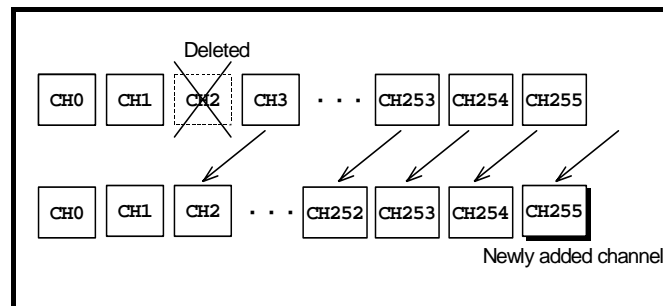 Deleted
CH0 CH1 CH2 CH3 · · · CH253 CH254 CH255
CH0 CH1 CH2 · · · CH252 CH253 CH254 CH255
Newly added channel